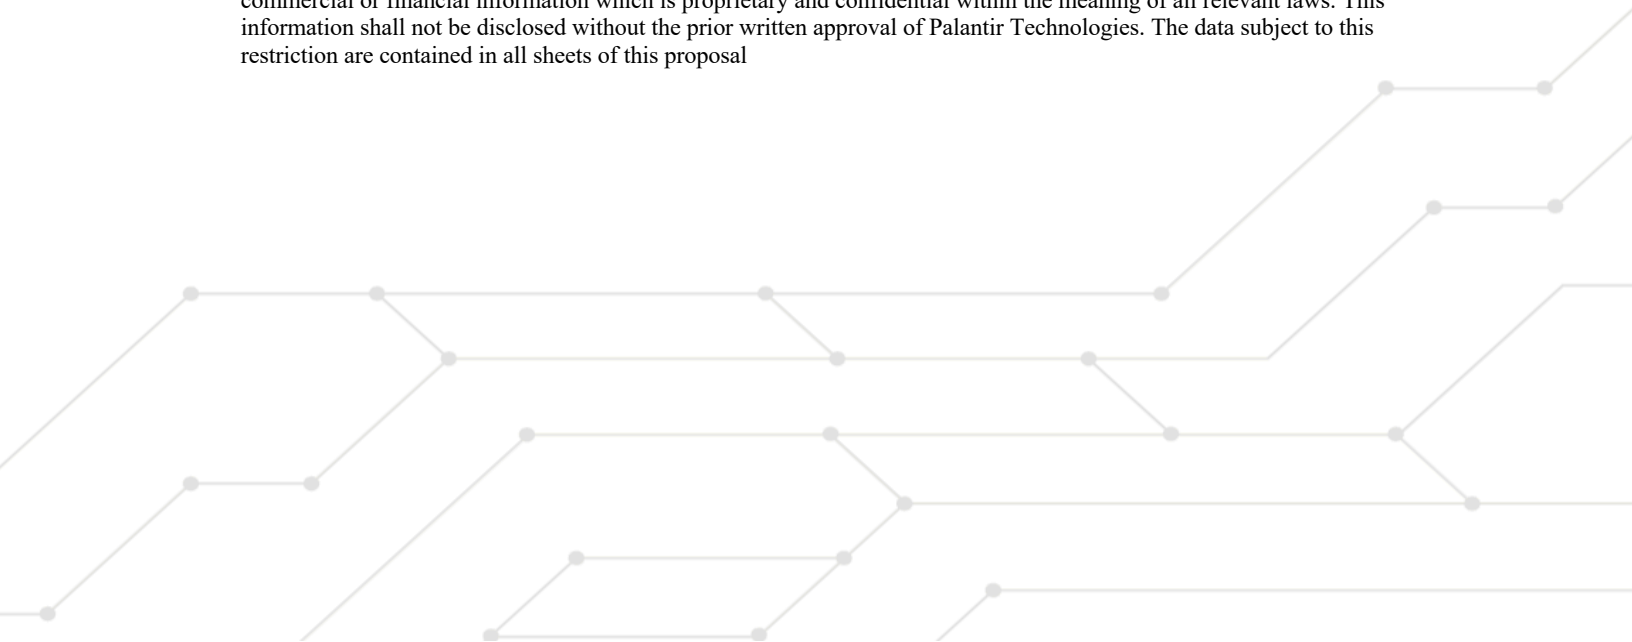 commercial or financial information which is proprietary and confidential within the meaning of all relevant laws. This
information shall not be disclosed without the prior written approval of Palantir Technologies. The data subject to this
restriction are contained in all sheets of this proposal